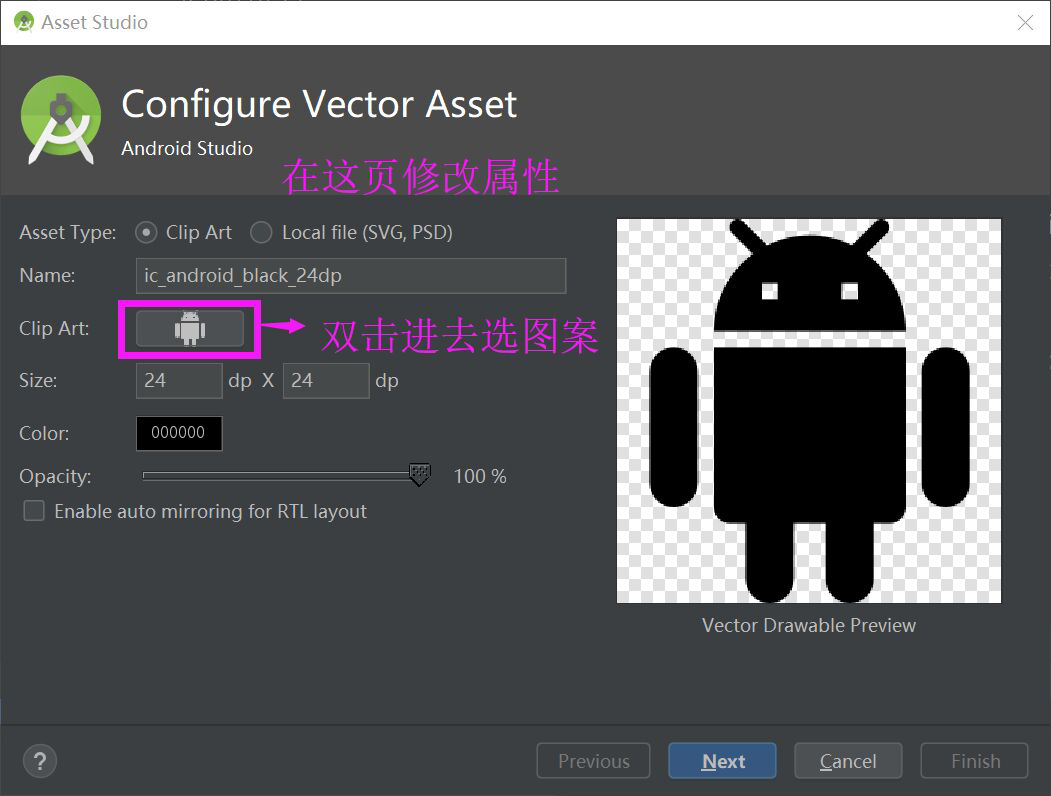 Asset Studio
Configure Vector Asset
Android Studio
在这页修改属性
Asset Type: Clip Art Local file (SVG, PSD)
Name: ic_android_black_24dp
Clip Art: 双击进去选图案
Size: 24 dp X 24 dp
Color: 000000
Opacity: 100 %
Enable auto mirroring for RTL layout
Vector Drawable Preview
? Previous Next Cancel Finish